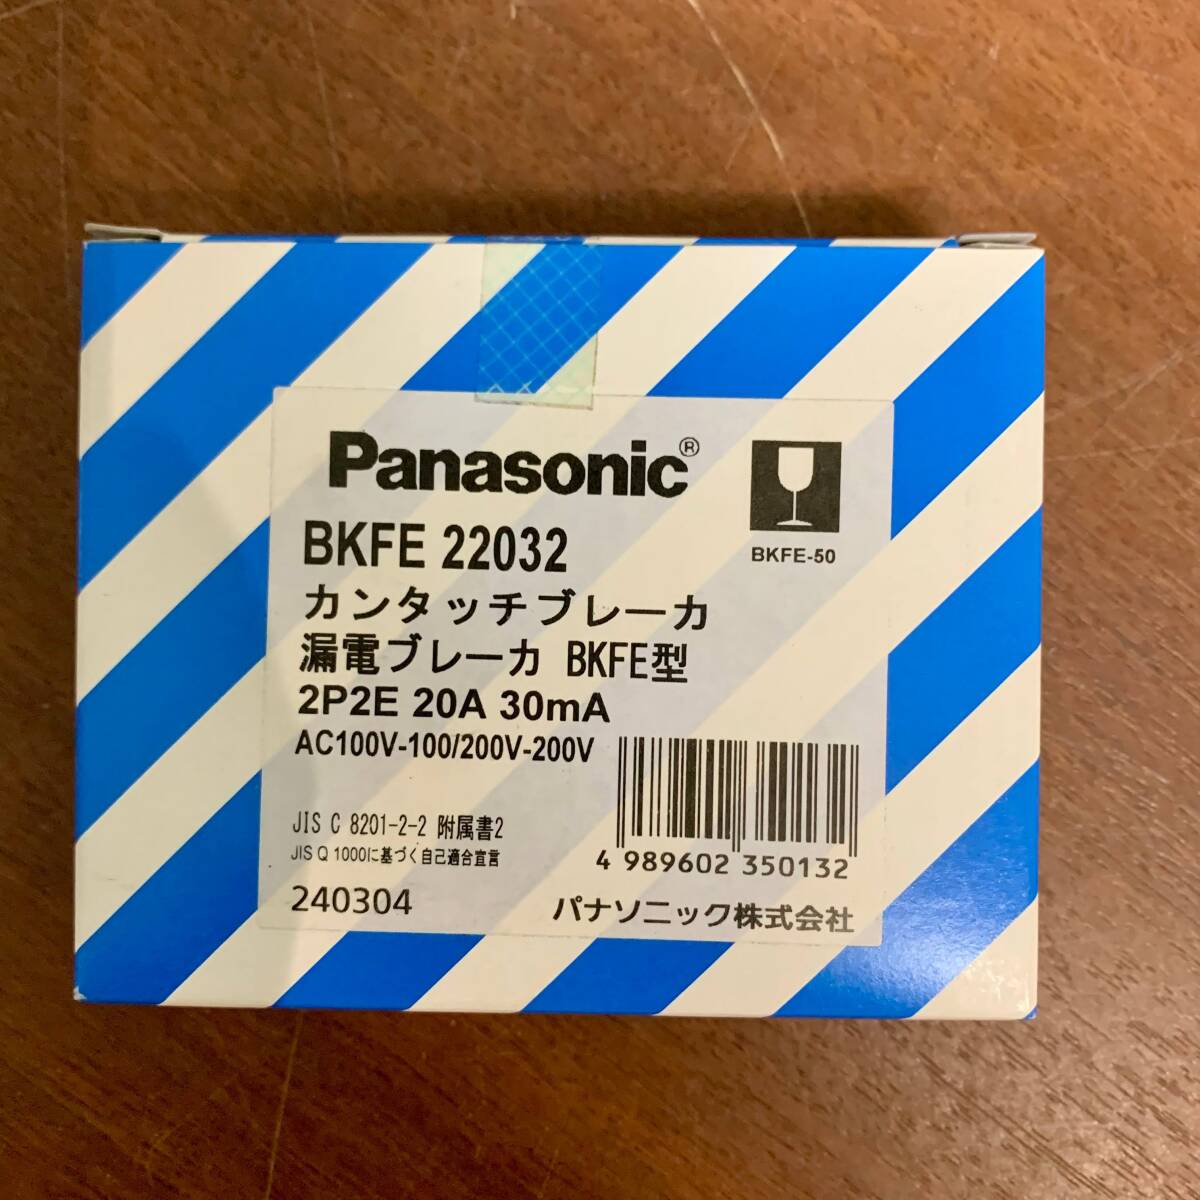 Panasonic®
BKFE 22032
BKFE-50
カンタッチブレーカ
漏電ブレーカ BKFE型
2P2E 20A 30mA
AC100V-100/200V-200V
JIS C 8201-2-2 附属書2
JIS Q 1000に基づく自己適合宣言
4 989602 350132
240304
パナソニック株式会社